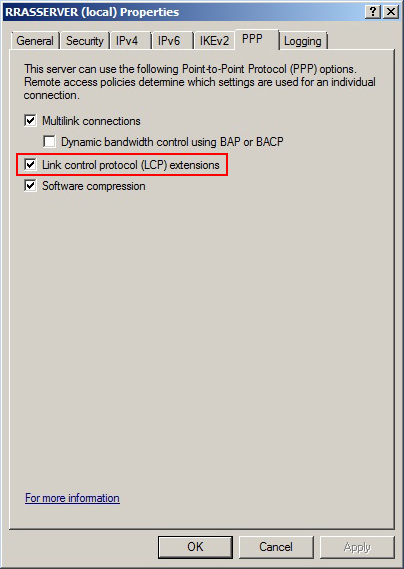 RRASSERVER (local) Properties
General Security IPv4 IPv6 IKEv2 PPP Logging
This server can use the following Point-to-Point Protocol (PPP) options.
Remote access policies determine which settings are used for an individual
connection.
Multilink connections
Dynamic bandwidth control using BAP or BACP
Link control protocol (LCP) extensions
Software compression
For more information
OK Cancel Apply